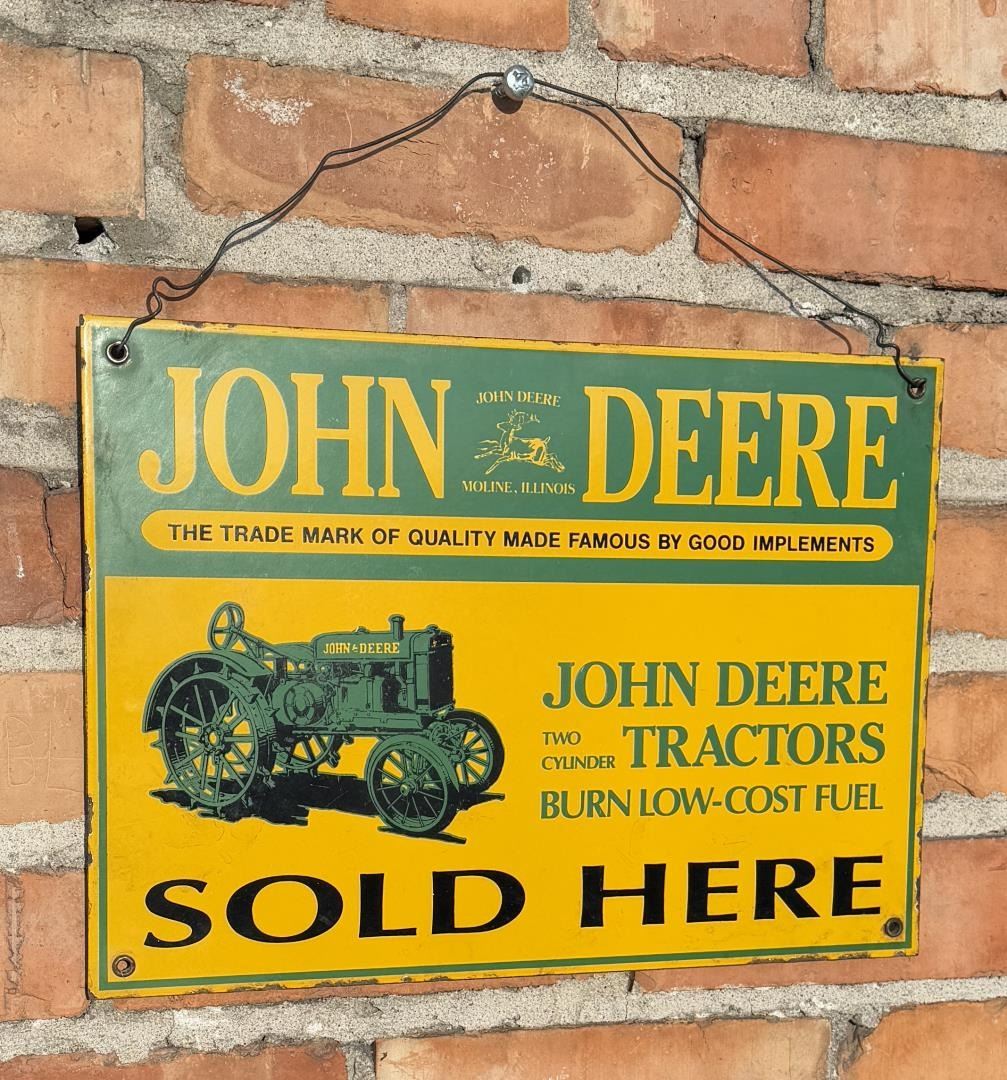 JOHN DEERE
JOHN DEERE
MOLINE, ILLINOIS
THE TRADE MARK OF QUALITY MADE FAMOUS BY GOOD IMPLEMENTS
JOHN DEERE
JOHN DEERE
TWO CYLINDER TRACTORS
BURN LOW-COST FUEL
SOLD HERE